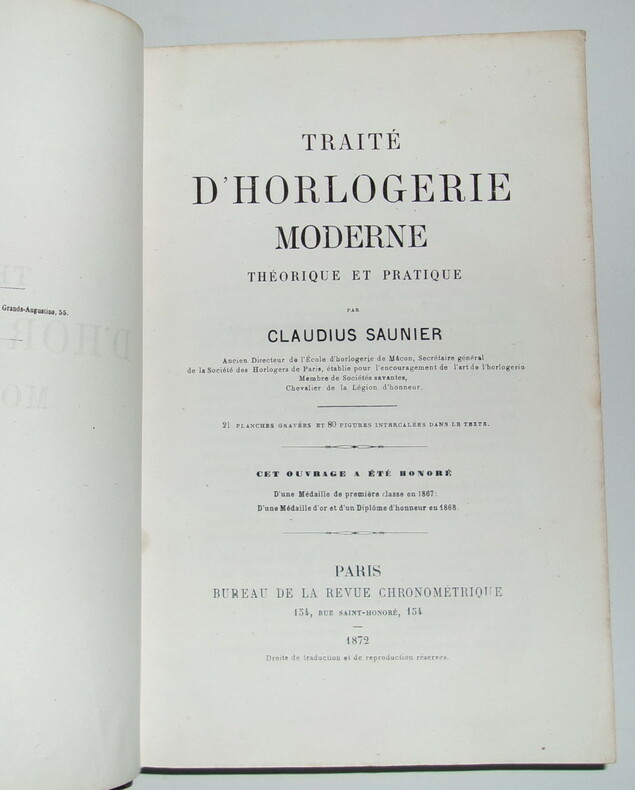 Grands-Augustins, 55.
TRAITÉ
D'HORLOGERIE
MODERNE
THÉORIQUE ET PRATIQUE
PAR
CLAUDIUS SAUNIER
Ancien Directeur de l'École d'horlogerie de Mâcon, Secrétaire général
de la Société des Horlogers de Paris, établie pour l'encouragement de l'art de l'horlogerie
Membre de Sociétés savantes,
Chevalier de la Légion d'honneur.
21 PLANCHES GRAVÉES ET 80 FIGURES INTERCALÉES DANS LE TEXTE.
CET OUVRAGE A ÉTÉ HONORÉ
D'une Médaille de première classe en 1867:
D'une Médaille d'or et d'un Diplôme d'honneur en 1868.
PARIS
BUREAU DE LA REVUE CHRONOMÉTRIQUE
154, RUE SAINT-HONORÉ, 154
1872
Droits de traduction et de reproduction réservés.